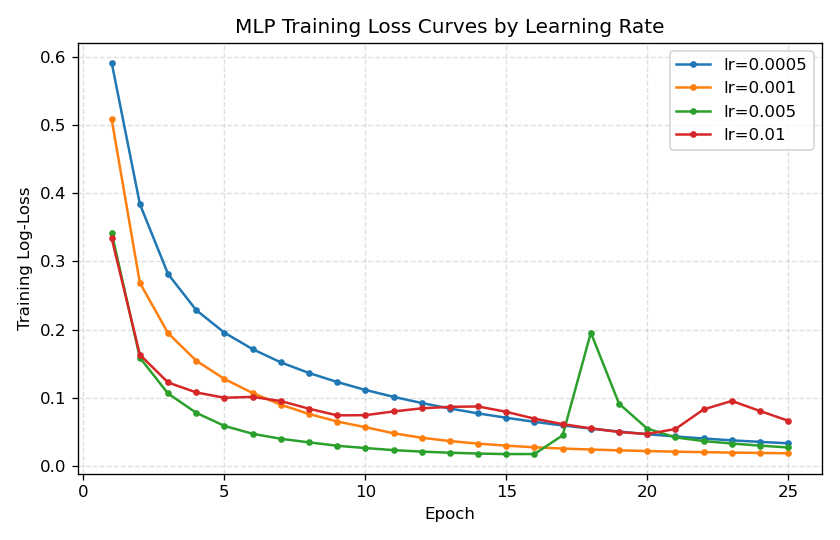 MLP Training Loss Curves by Learning Rate
lr=0.0005
lr=0.001
lr=0.005
lr=0.01
Training Log-Loss
0.6
0.5
0.4
0.3
0.2
0.1
0.0
0 5 10 15 20 25
Epoch